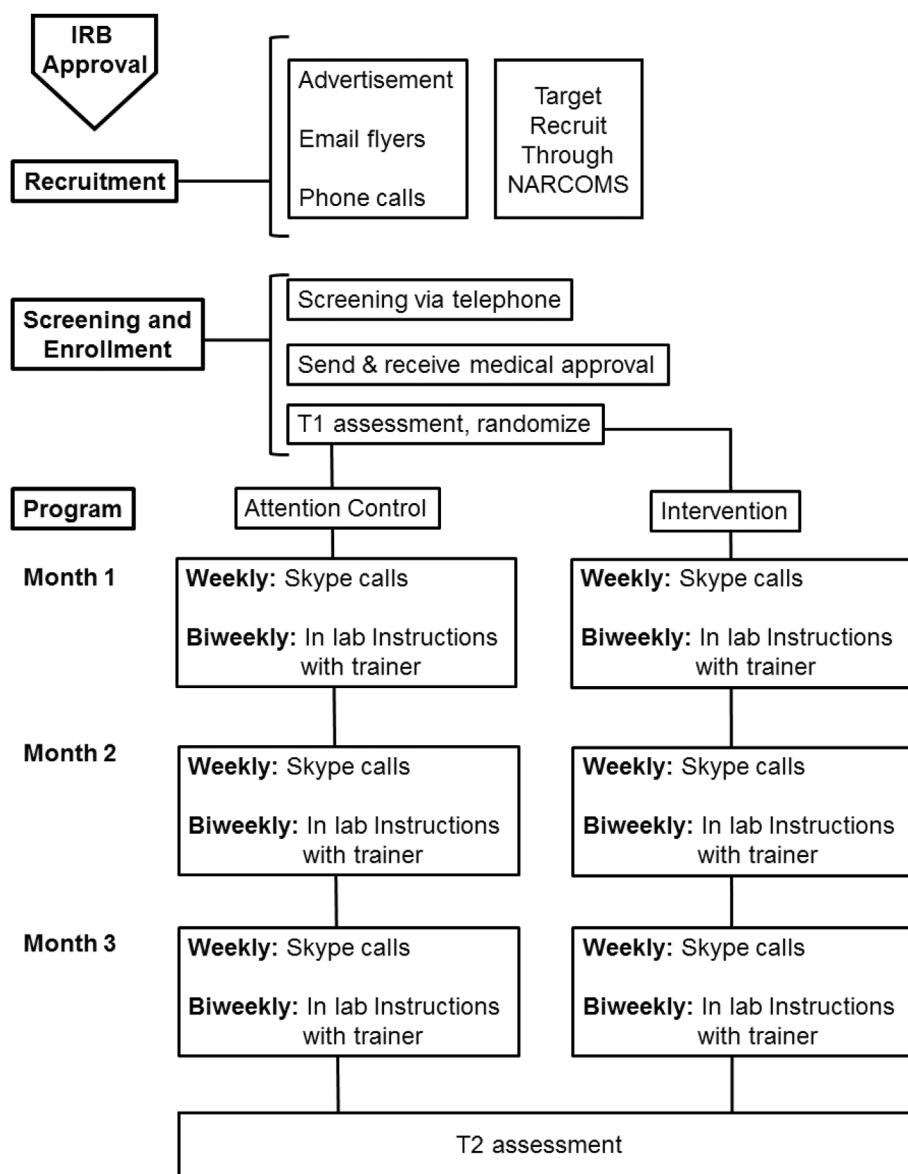 IRB
Approval
Advertisement
Email flyers
Phone calls
Target
Recruit
Through
NARCOMS
Recruitment
Screening and
Enrollment
Screening via telephone
Send & receive medical approval
T1 assessment, randomize
Program
Attention Control
Intervention
Month 1
Weekly: Skype calls
Biweekly: In lab Instructions
with trainer
Weekly: Skype calls
Biweekly: In lab Instructions
with trainer
Month 2
Weekly: Skype calls
Biweekly: In lab Instructions
with trainer
Weekly: Skype calls
Biweekly: In lab Instructions
with trainer
Month 3
Weekly: Skype calls
Biweekly: In lab Instructions
with trainer
Weekly: Skype calls
Biweekly: In lab Instructions
with trainer
T2 assessment